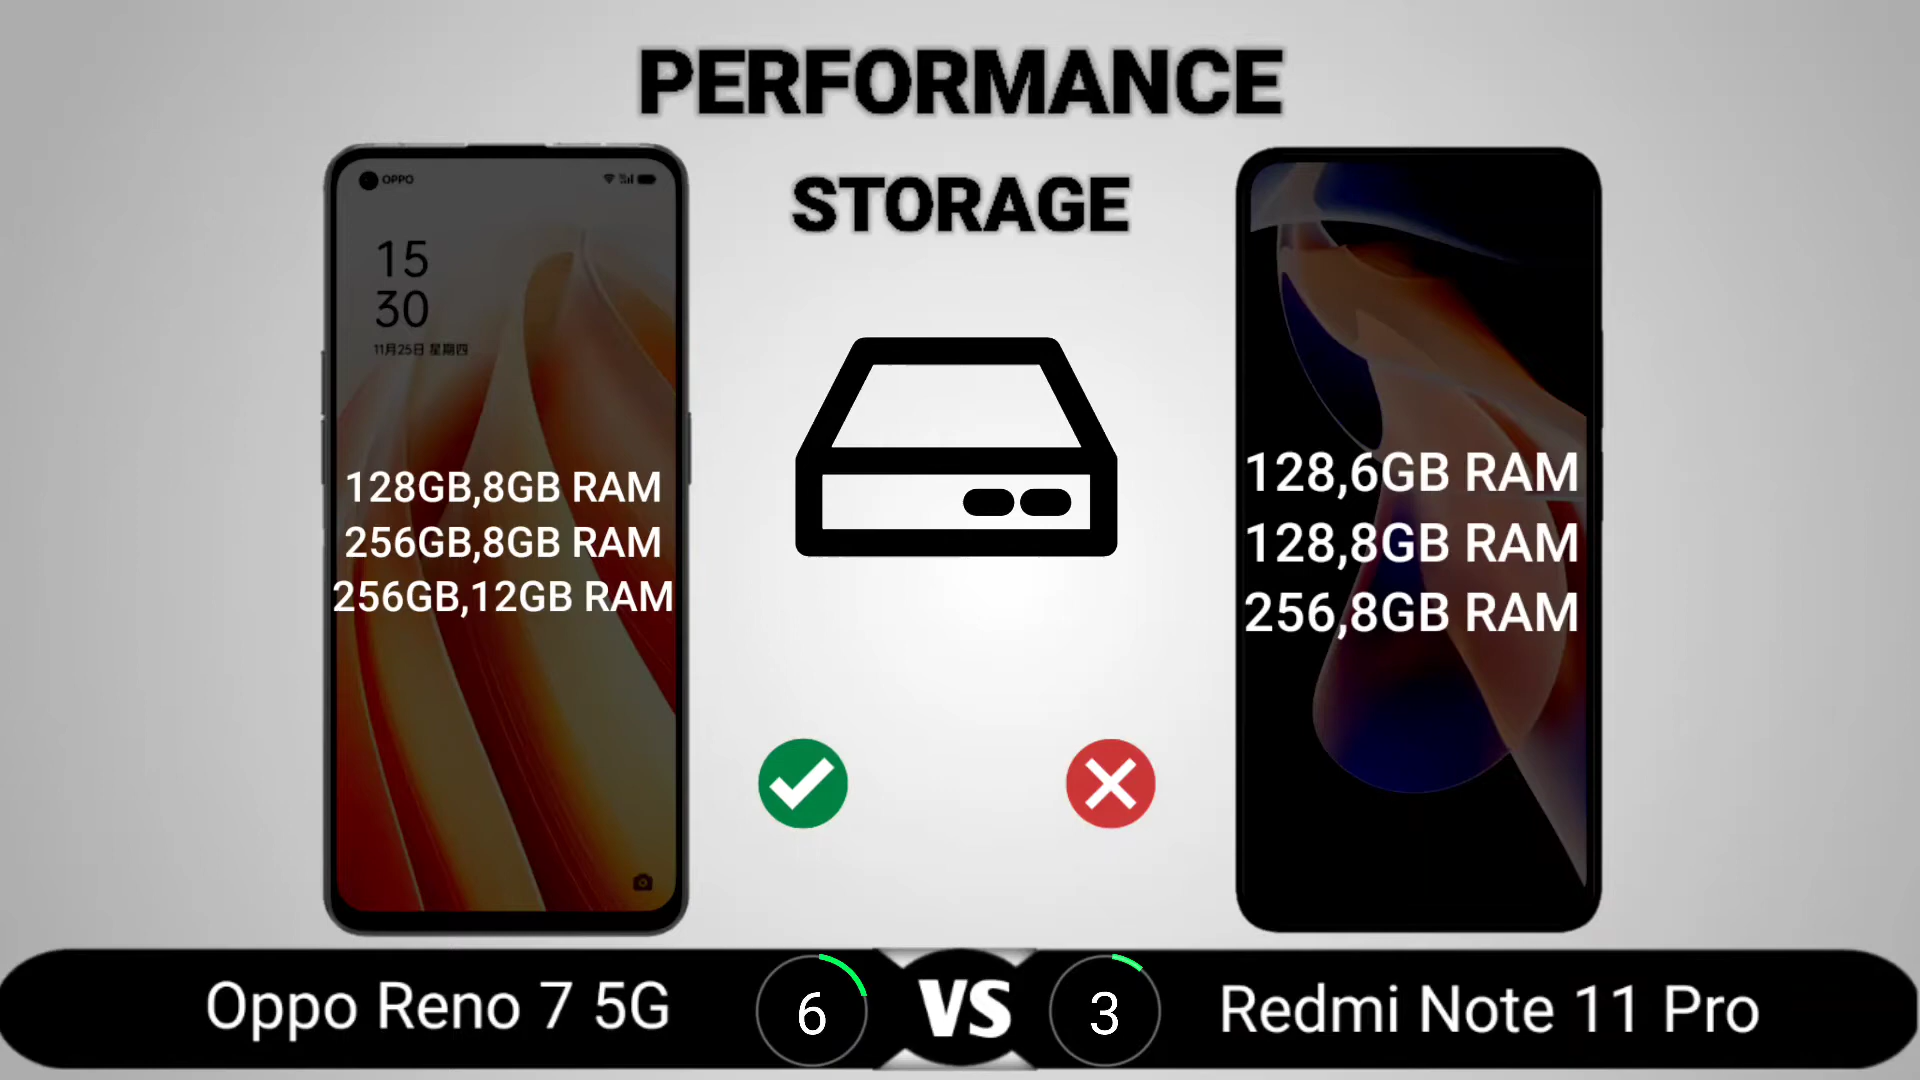 PERFORMANCE
STORAGE
OPPO
15
30
11月25日 星期四
128GB,8GB RAM
256GB,8GB RAM
256GB,12GB RAM
128,6GB RAM
128,8GB RAM
256,8GB RAM
Oppo Reno 7 5G
6
VS
3
Redmi Note 11 Pro